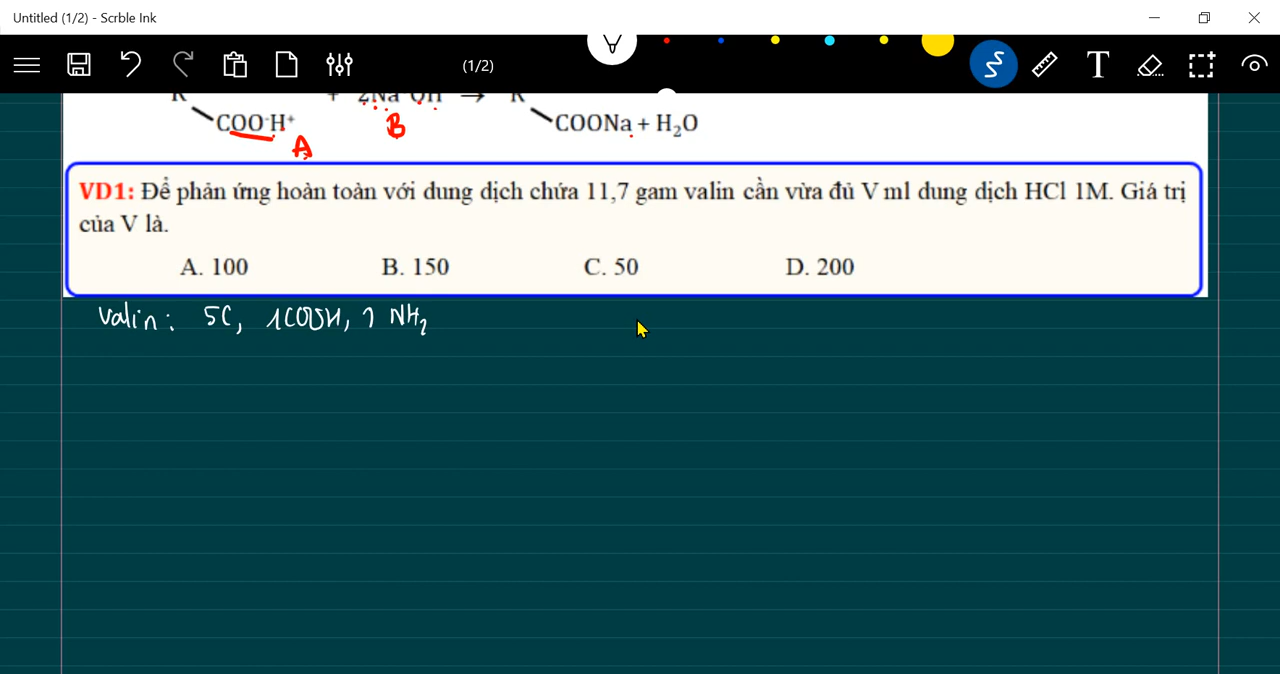 Untitled (1/2) - Scrble Ink
(1/2)
T
R + 2NaOH → R
COO-H+ COONa + H₂O
A B
VD1: Để phản ứng hoàn toàn với dung dịch chứa 11,7 gam valin cần vừa đủ V ml dung dịch HCl 1M. Giá trị
của V là.
A. 100 B. 150 C. 50 D. 200
Valin: 5C, 1COOH, 1 NH₂